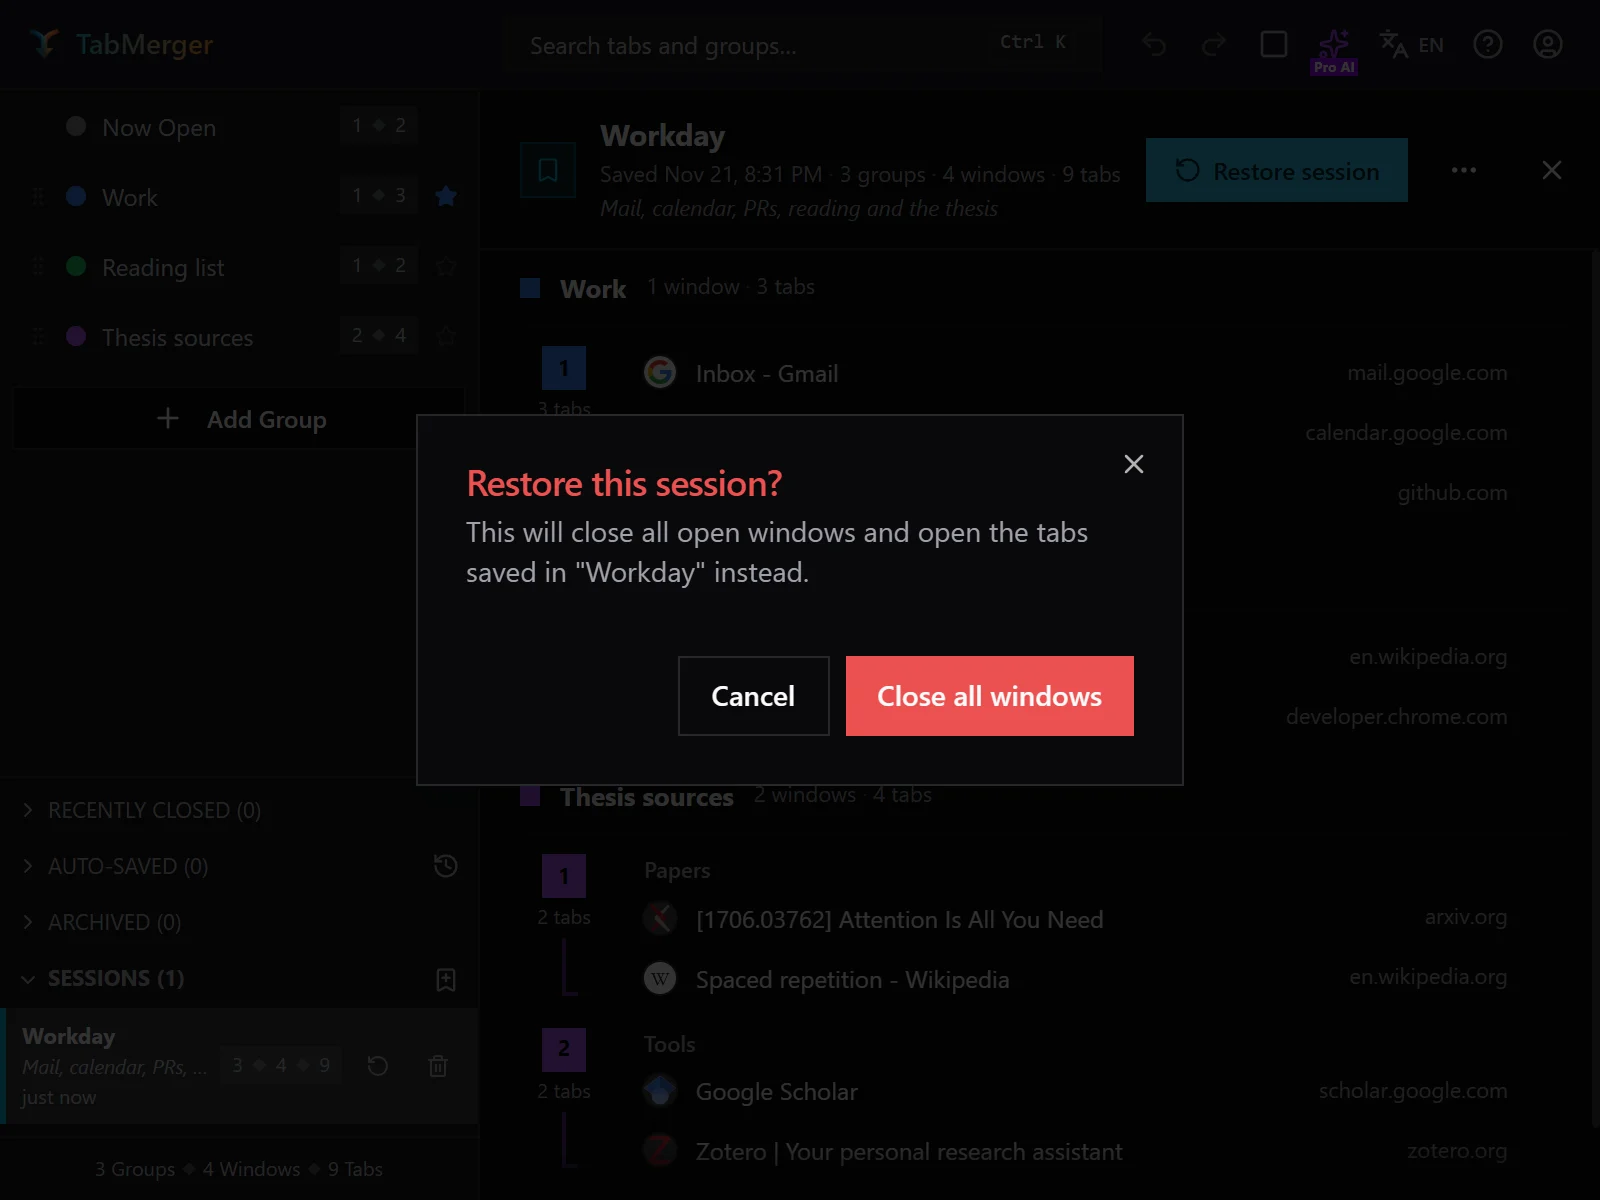 TabMerger
Search tabs and groups...
Ctrl K
Pro AI
EN
Now Open
1 ◆ 2
Work
1 ◆ 3
Reading list
1 ◆ 2
Thesis sources
2 ◆ 4
Add Group
Workday
Saved Nov 21, 8:31 PM · 3 groups · 4 windows · 9 tabs
Mail, calendar, PRs, reading and the thesis
Restore session
Work
1 window · 3 tabs
1
3 tabs
Inbox - Gmail
mail.google.com
calendar.google.com
github.com
Restore this session?
This will close all open windows and open the tabs
saved in "Workday" instead.
Cancel
Close all windows
en.wikipedia.org
developer.chrome.com
Thesis sources
2 windows · 4 tabs
1
2 tabs
Papers
[1706.03762] Attention Is All You Need
arxiv.org
W
Spaced repetition - Wikipedia
en.wikipedia.org
2
2 tabs
Tools
Google Scholar
scholar.google.com
Z
Zotero | Your personal research assistant
zotero.org
RECENTLY CLOSED (0)
AUTO-SAVED (0)
ARCHIVED (0)
SESSIONS (1)
Workday
Mail, calendar, PRs, ...
just now
3 ◆ 4 ◆ 9
3 Groups ◆ 4 Windows ◆ 9 Tabs